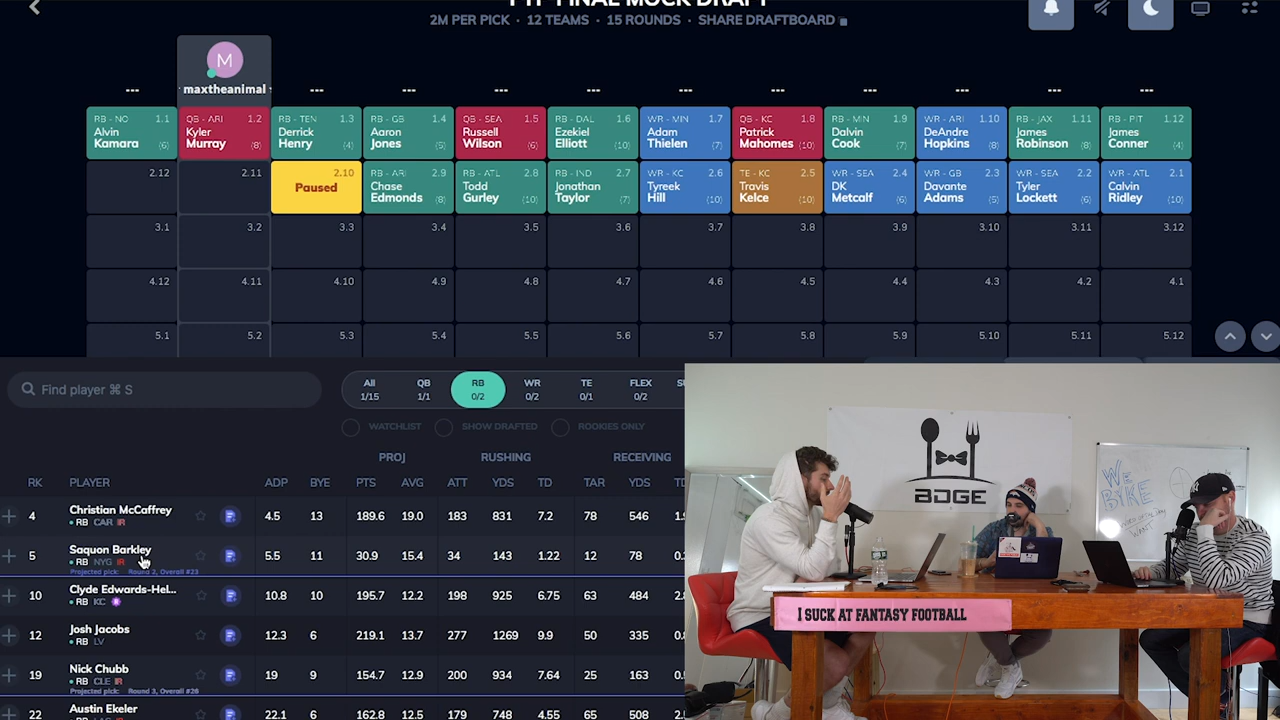 2M PER PICK · 12 TEAMS · 15 ROUNDS · SHARE DRAFTBOARD
M
maxtheanimal
--- --- --- --- --- --- --- --- --- --- ---
RB - NO 1.1 Alvin Kamara (6)
QB - ARI 1.2 Kyler Murray (8)
RB - TEN 1.3 Derrick Henry (4)
RB - GB 1.4 Aaron Jones (5)
QB - SEA 1.5 Russell Wilson (6)
RB - DAL 1.6 Ezekiel Elliott (10)
WR - MIN 1.7 Adam Thielen (7)
QB - KC 1.8 Patrick Mahomes (10)
RB - MIN 1.9 Dalvin Cook (7)
WR - ARI 1.10 DeAndre Hopkins (8)
RB - JAX 1.11 James Robinson (8)
RB - PIT 1.12 James Conner (4)
2.12
2.11
2.10 Paused
RB - ARI 2.9 Chase Edmonds (8)
RB - ATL 2.8 Todd Gurley (10)
RB - IND 2.7 Jonathan Taylor (7)
WR - KC 2.6 Tyreek Hill (10)
TE - KC 2.5 Travis Kelce (10)
WR - SEA 2.4 DK Metcalf (6)
WR - GB 2.3 Davante Adams (5)
WR - SEA 2.2 Tyler Lockett (6)
WR - ATL 2.1 Calvin Ridley (10)
3.1 3.2 3.3 3.4 3.5 3.6 3.7 3.8 3.9 3.10 3.11 3.12
4.12 4.11 4.10 4.9 4.8 4.7 4.6 4.5 4.4 4.3 4.2 4.1
5.1 5.2 5.3 5.4 5.5 5.6 5.7 5.8 5.9 5.10 5.11 5.12
Find player ⌘ S
All QB RB WR TE FLEX
1/15 1/1 0/2 0/2 0/1 0/2
WATCHLIST SHOW DRAFTED ROOKIES ONLY
PROJ RUSHING RECEIVING
RK PLAYER ADP BYE PTS AVG ATT YDS TD TAR YDS
4 Christian McCaffrey 4.5 13 189.6 19.0 183 831 7.2 78 546
RB CAR IR
5 Saquon Barkley 5.5 11 30.9 15.4 34 143 1.22 12 78
RB NYG IR
Projected pick: Round 2, Overall #23
10 Clyde Edwards-Hel... 10.8 10 195.7 12.2 198 925 6.75 63 484
RB KC
12 Josh Jacobs 12.3 6 219.1 13.7 277 1269 9.9 50 335
RB LV
19 Nick Chubb 19 9 154.7 12.9 200 934 7.64 25 163
RB CLE IR
Projected pick: Round 3, Overall #26
22 Austin Ekeler 22.1 6 162.8 12.5 179 748 4.55 65 508
BDGE
WE
I SUCK AT FANTASY FOOTBALL